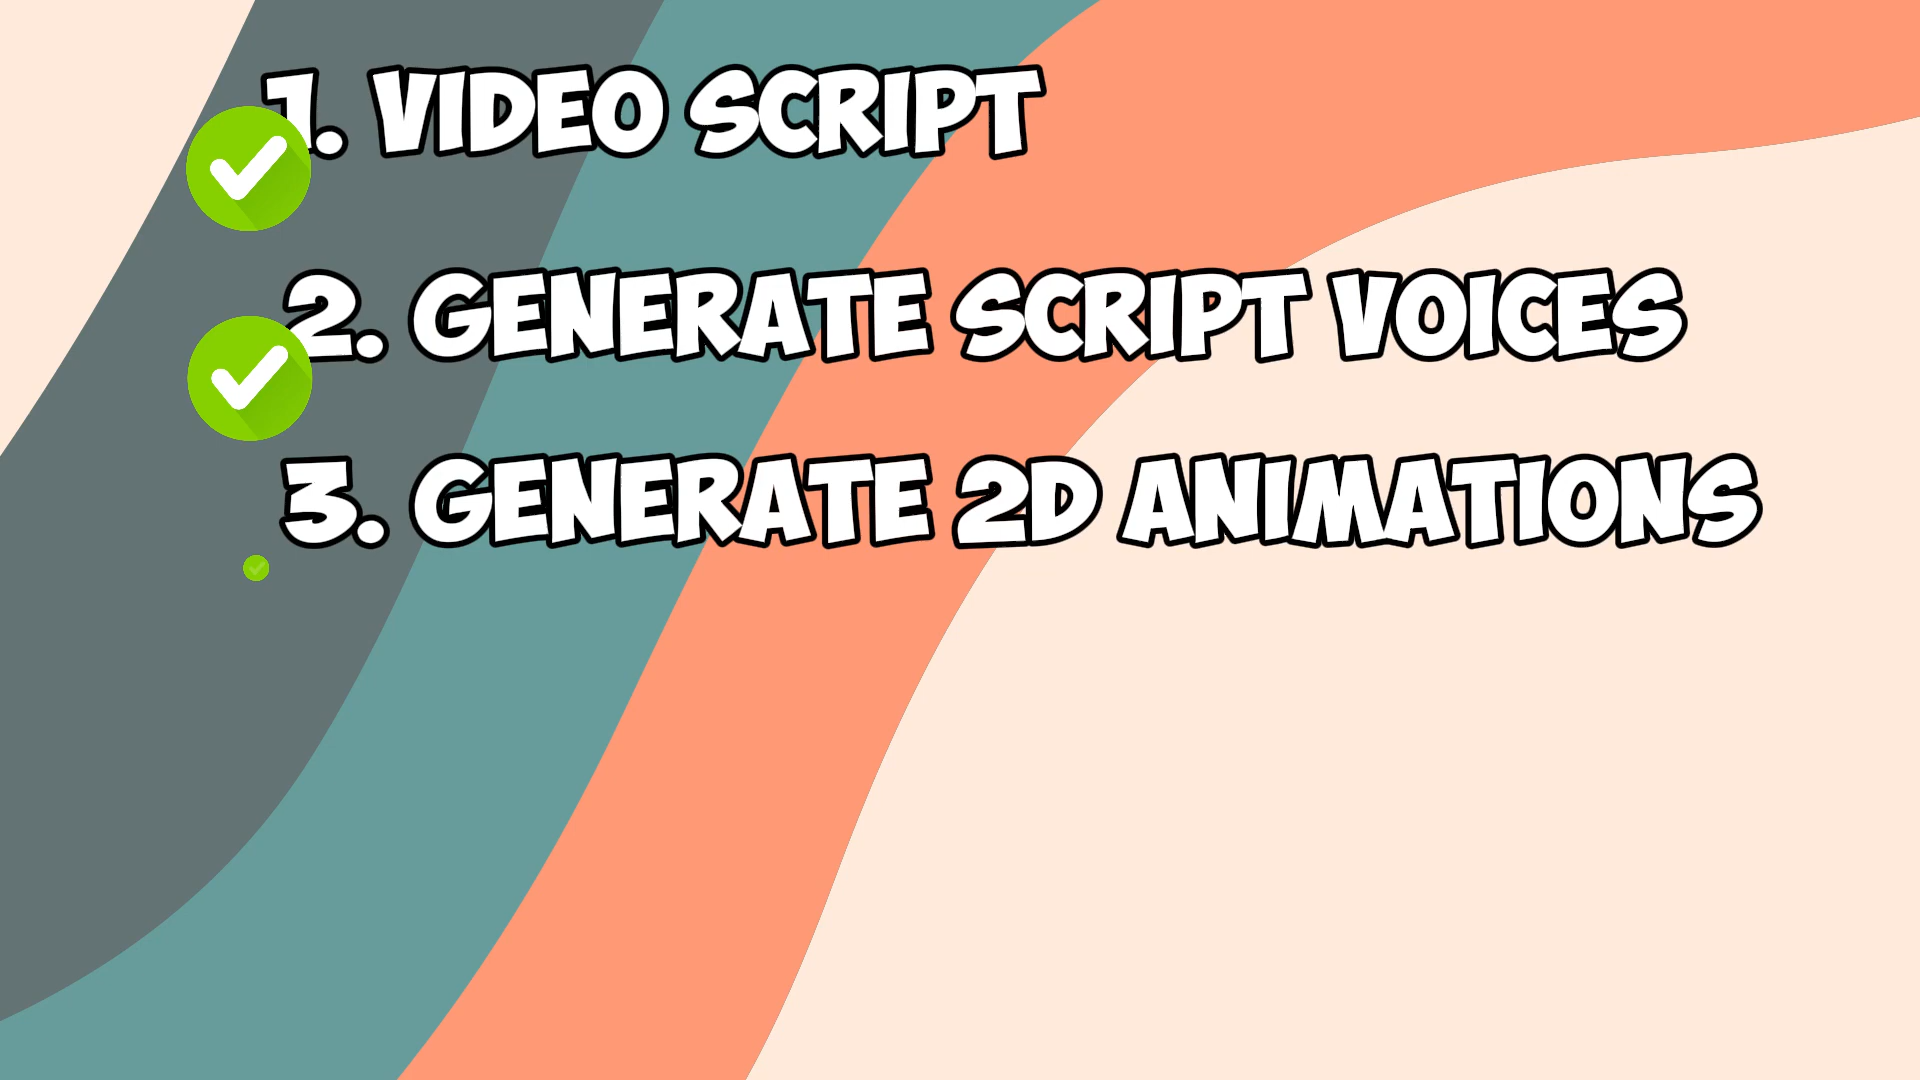 1. VIDEO SCRIPT
2. GENERATE SCRIPT VOICES
3. GENERATE 2D ANIMATIONS